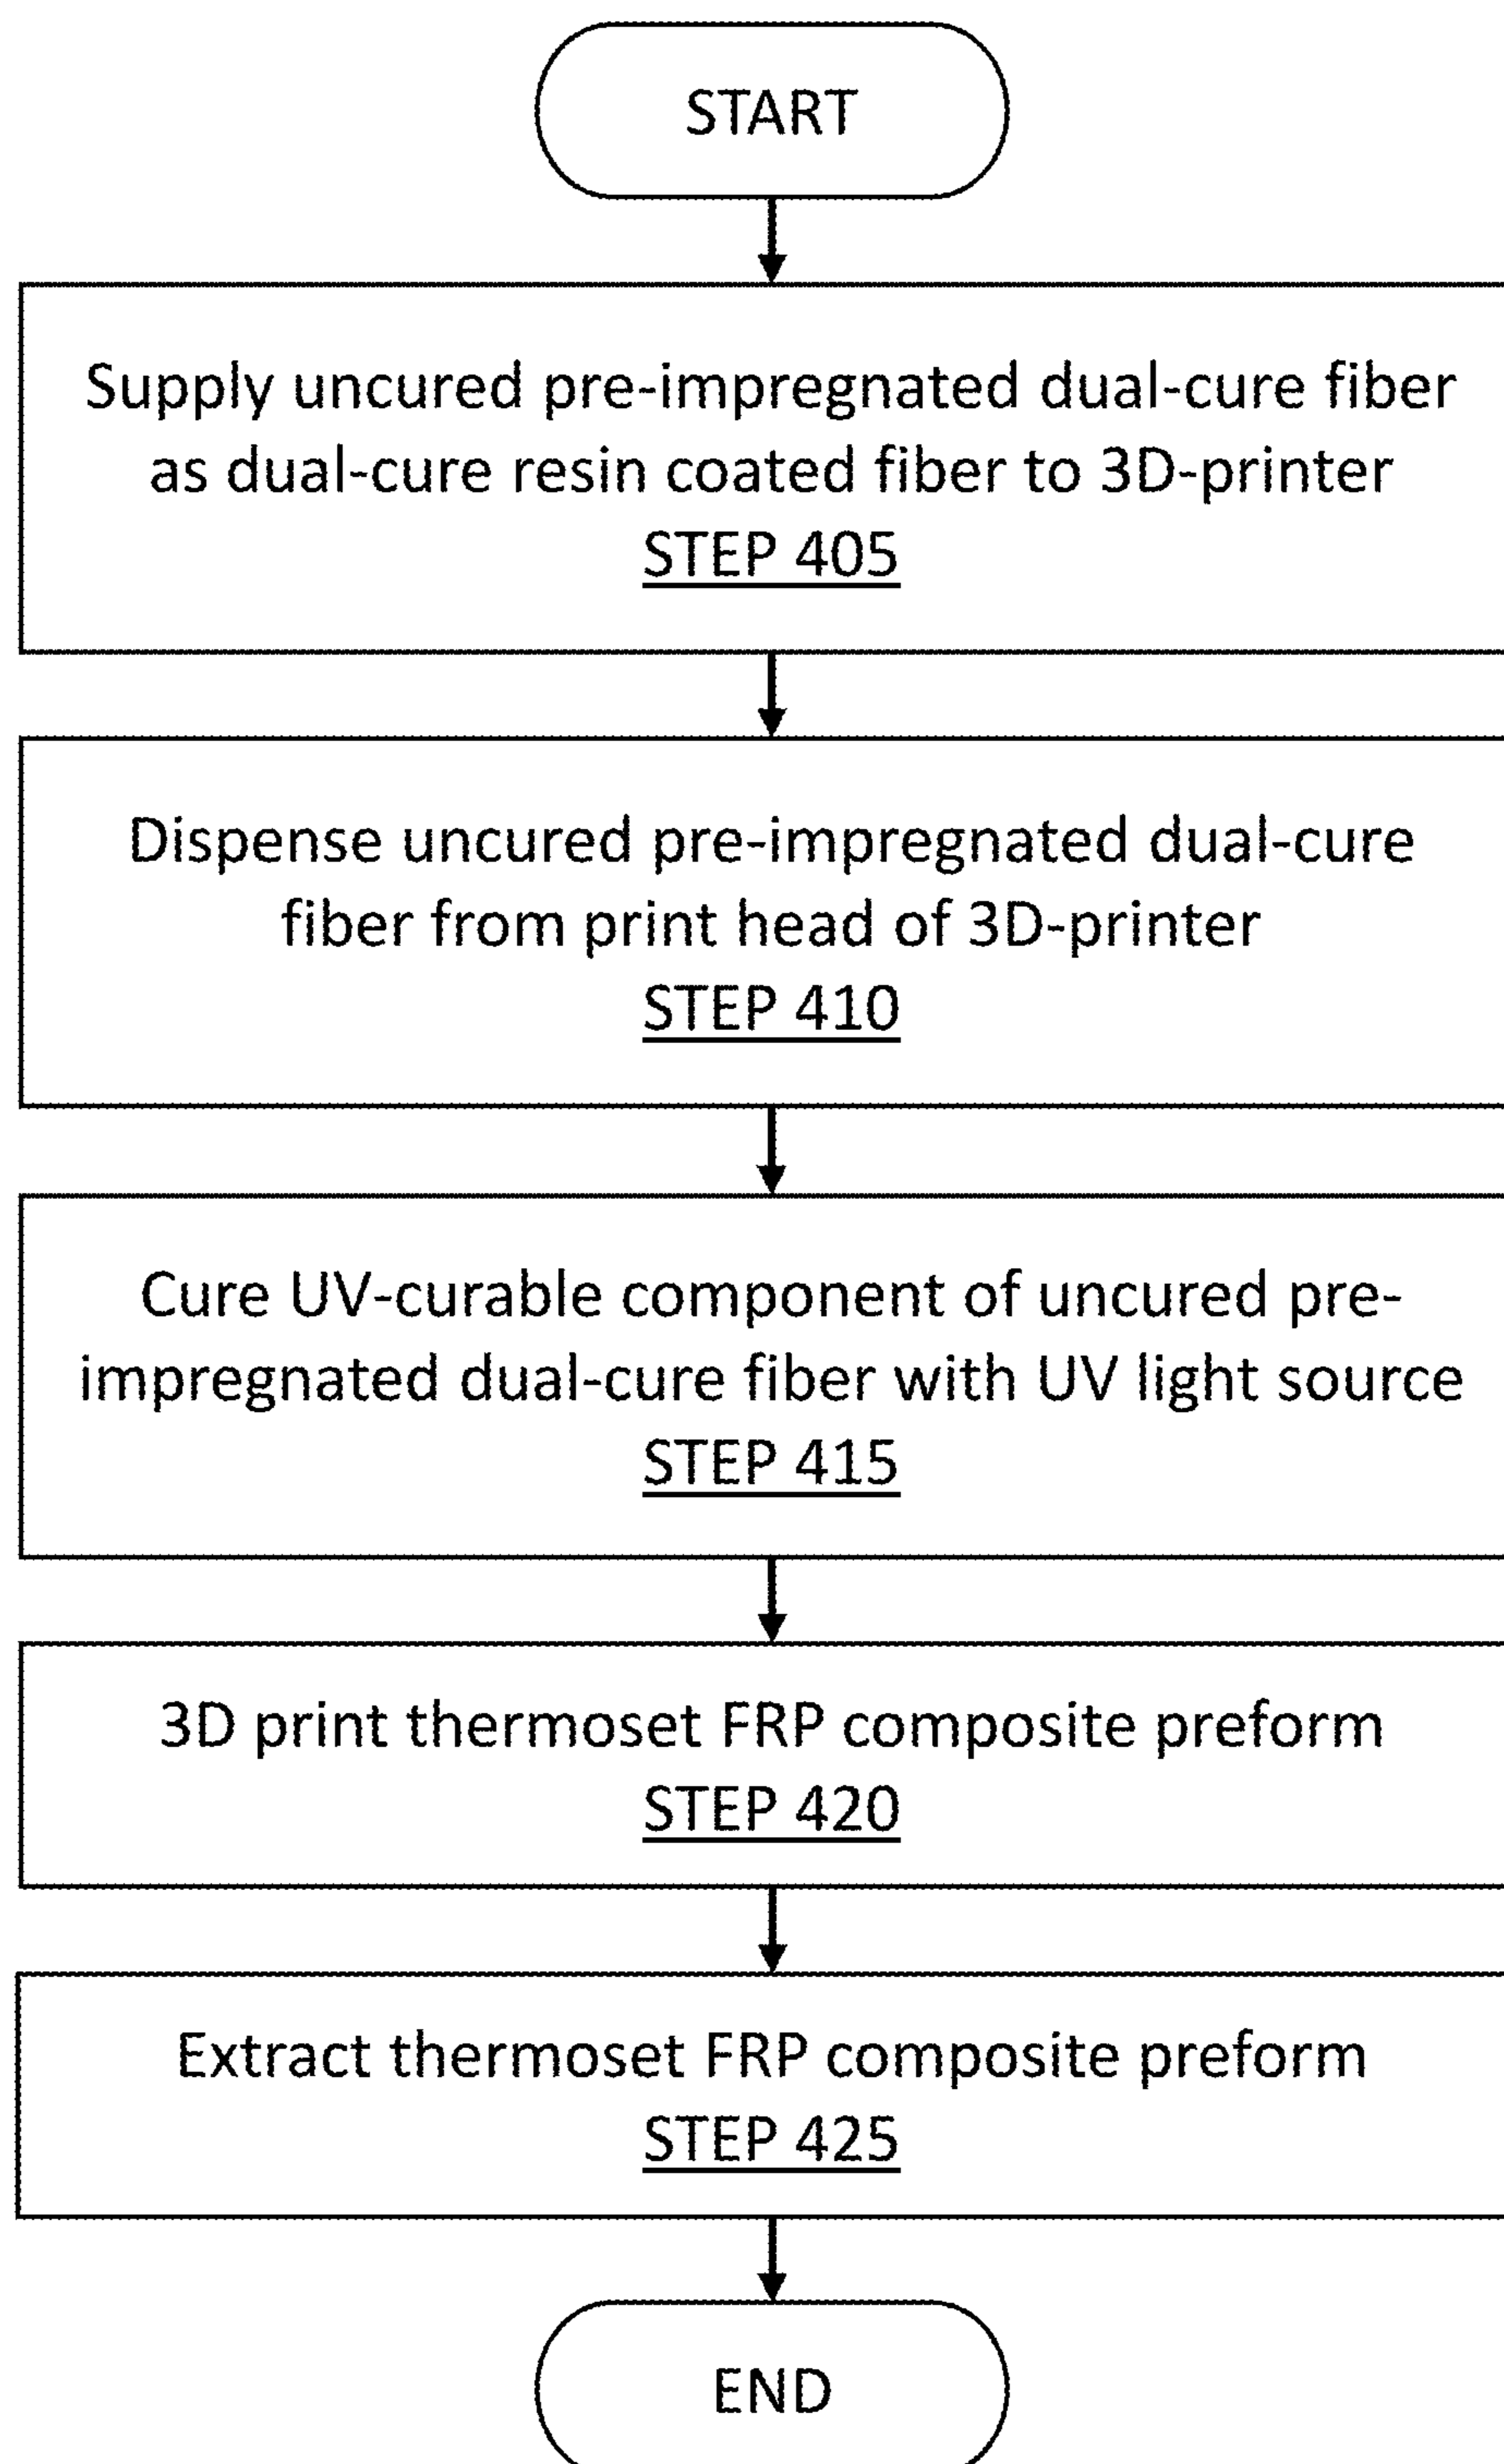 START
Supply uncured pre-impregnated dual-cure fiber
as dual-cure resin coated fiber to 3D-printer
STEP 405
Dispense uncured pre-impregnated dual-cure
fiber from print head of 3D-printer
STEP 410
Cure UV-curable component of uncured pre-
impregnated dual-cure fiber with UV light source
STEP 415
3D print thermoset FRP composite preform
STEP 420
Extract thermoset FRP composite preform
STEP 425
END